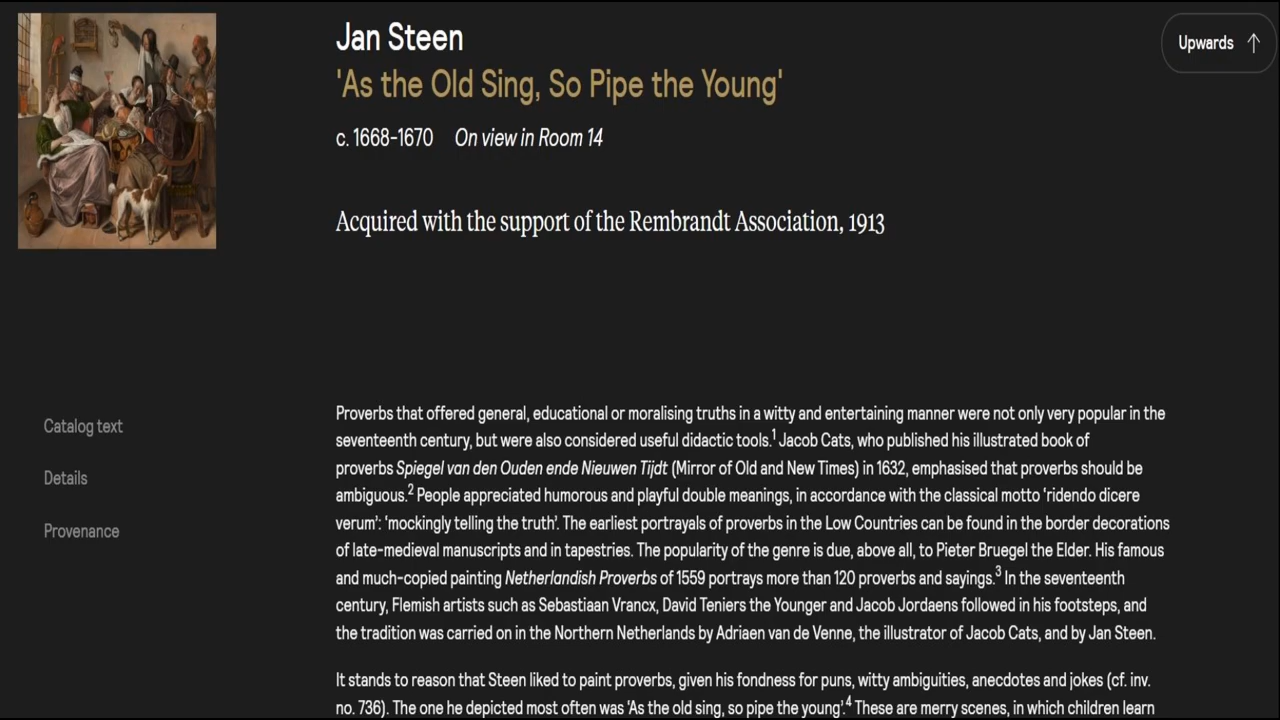 Jan Steen
'As the Old Sing, So Pipe the Young'
c. 1668-1670 On view in Room 14
Upwards ↑
Acquired with the support of the Rembrandt Association, 1913
Catalog text
Details
Provenance
Proverbs that offered general, educational or moralising truths in a witty and entertaining manner were not only very popular in the
seventeenth century, but were also considered useful didactic tools.1 Jacob Cats, who published his illustrated book of
proverbs Spiegel van den Ouden ende Nieuwen Tijdt (Mirror of Old and New Times) in 1632, emphasised that proverbs should be
ambiguous.2 People appreciated humorous and playful double meanings, in accordance with the classical motto ‘ridendo dicere
verum’: ‘mockingly telling the truth’. The earliest portrayals of proverbs in the Low Countries can be found in the border decorations
of late-medieval manuscripts and in tapestries. The popularity of the genre is due, above all, to Pieter Bruegel the Elder. His famous
and much-copied painting Netherlandish Proverbs of 1559 portrays more than 120 proverbs and sayings.3 In the seventeenth
century, Flemish artists such as Sebastiaan Vrancx, David Teniers the Younger and Jacob Jordaens followed in his footsteps, and
the tradition was carried on in the Northern Netherlands by Adriaen van de Venne, the illustrator of Jacob Cats, and by Jan Steen.
It stands to reason that Steen liked to paint proverbs, given his fondness for puns, witty ambiguities, anecdotes and jokes (cf. inv.
no. 736). The one he depicted most often was ‘As the old sing, so pipe the young’.4 These are merry scenes, in which children learn